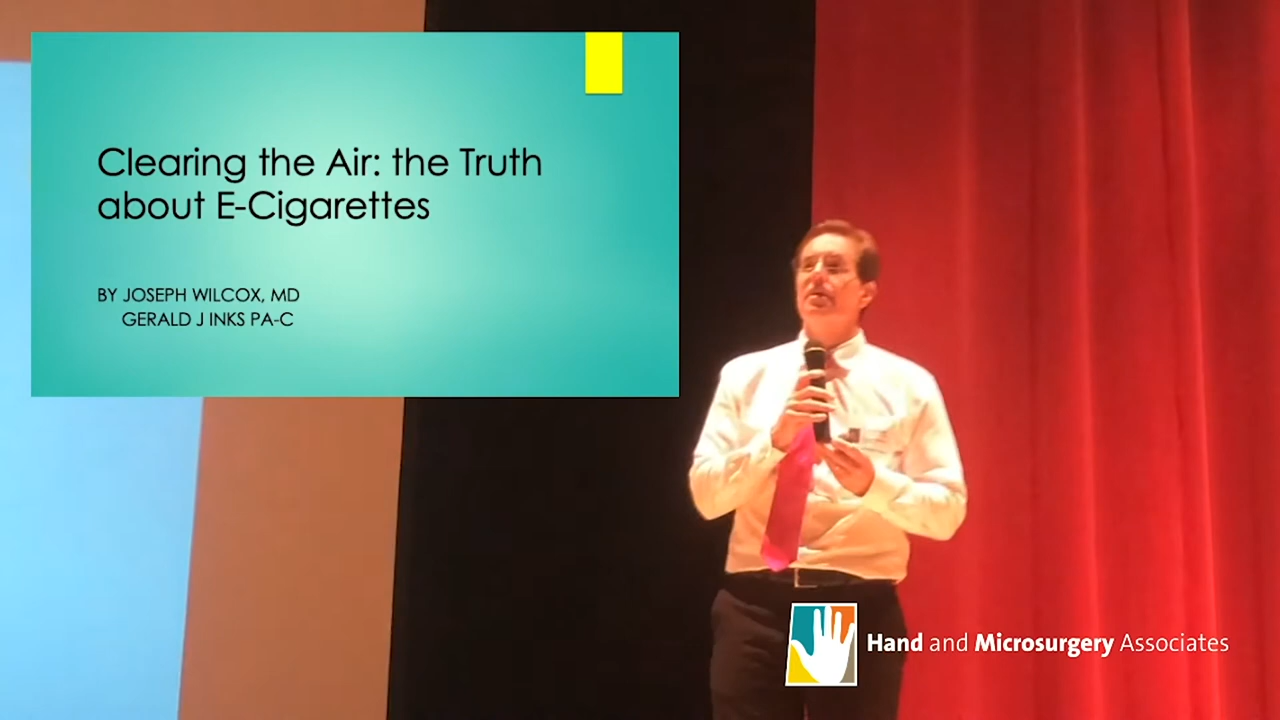 Clearing the Air: the Truth
about E-Cigarettes
BY JOSEPH WILCOX, MD
GERALD J INKS PA-C
Hand and Microsurgery Associates